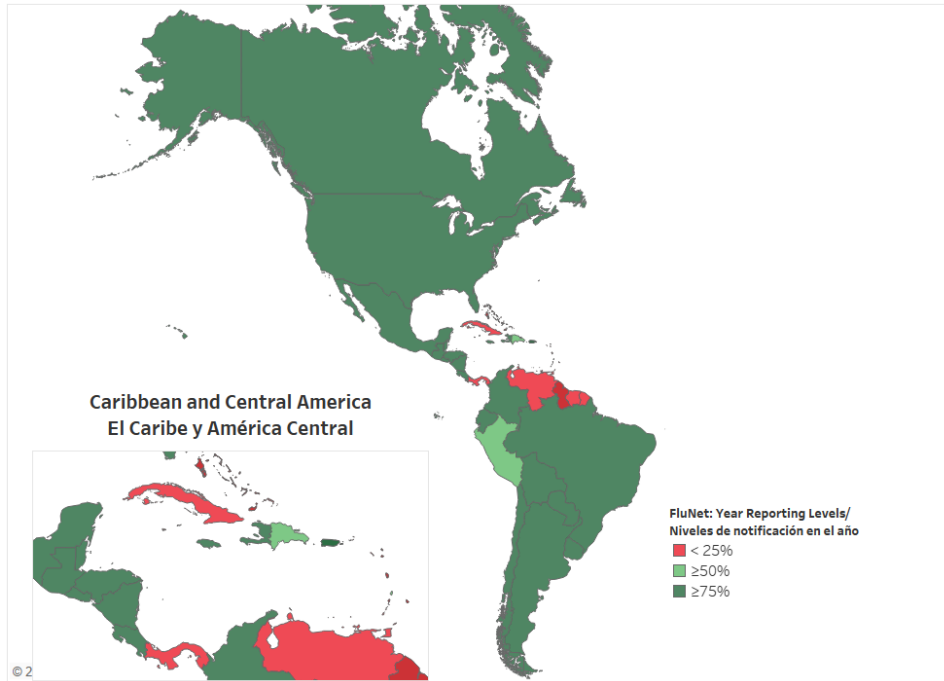 Caribbean and Central America
El Caribe y América Central
FluNet: Year Reporting Levels/
Niveles de notificación en el año
< 25%
≥50%
≥75%
© 2